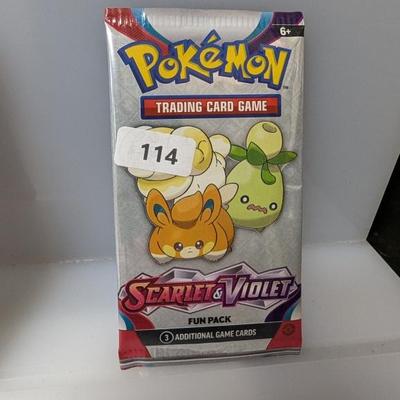 6+
POKéMON
TRADING CARD GAME
114
SCARLET & VIOLET
FUN PACK
3 ADDITIONAL GAME CARDS